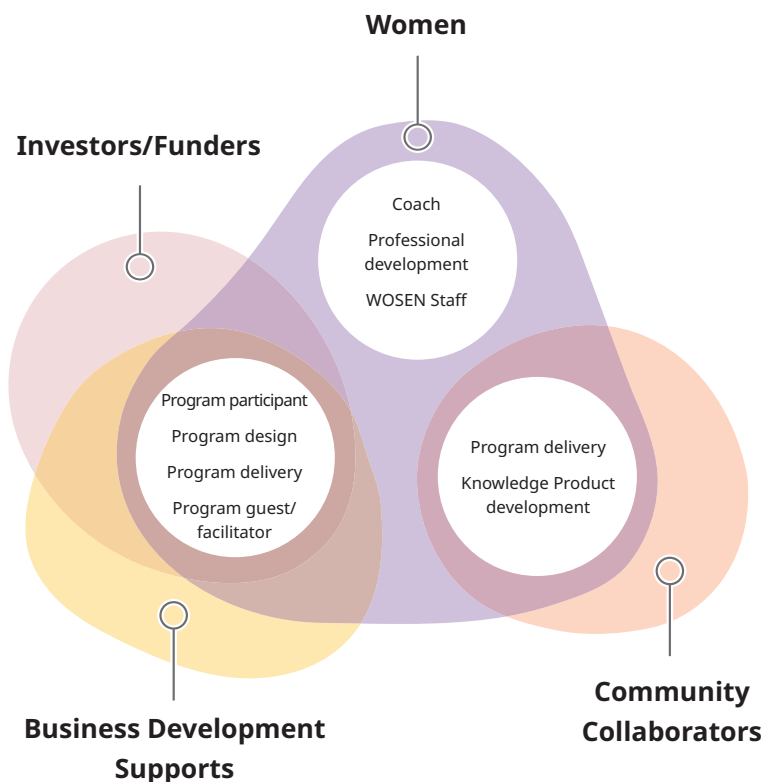 Women
Investors/Funders
Coach
Professional
development
WOSEN Staff
Program participant
Program design
Program delivery
Program guest/
facilitator
Program delivery
Knowledge Product
development
Business Development
Supports
Community
Collaborators